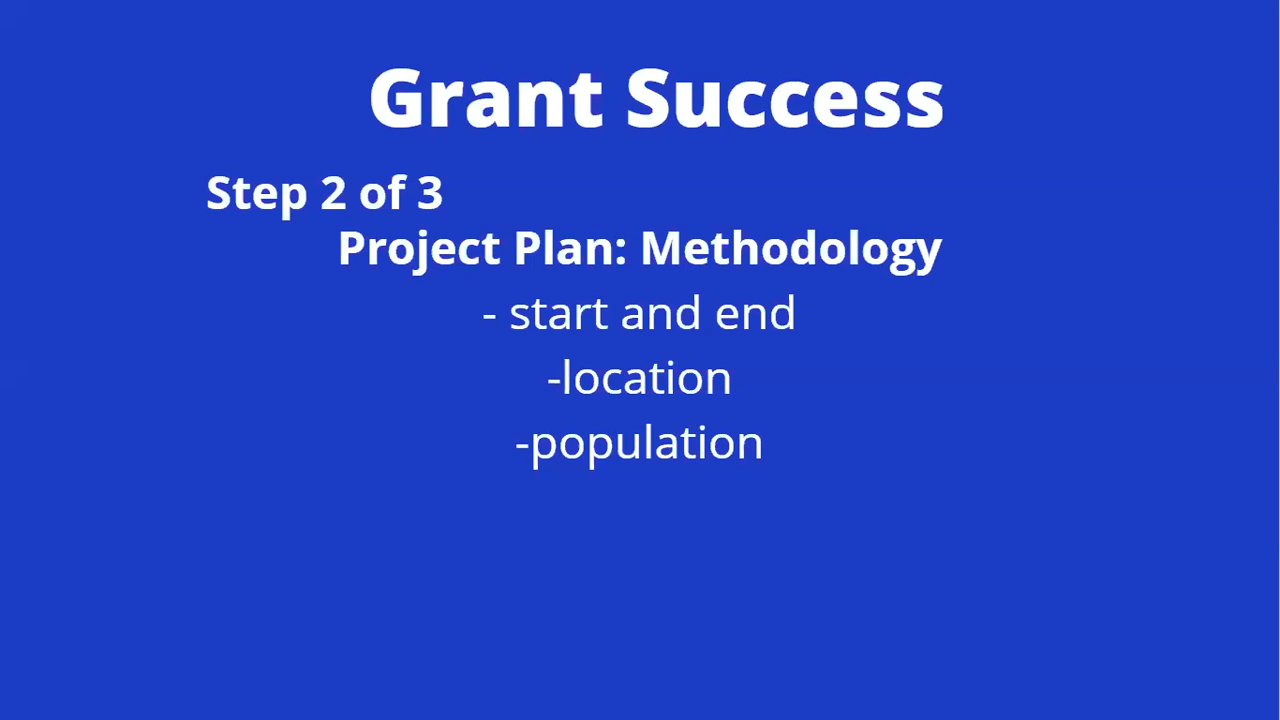 Grant Success
Step 2 of 3
Project Plan: Methodology
- start and end
-location
-population